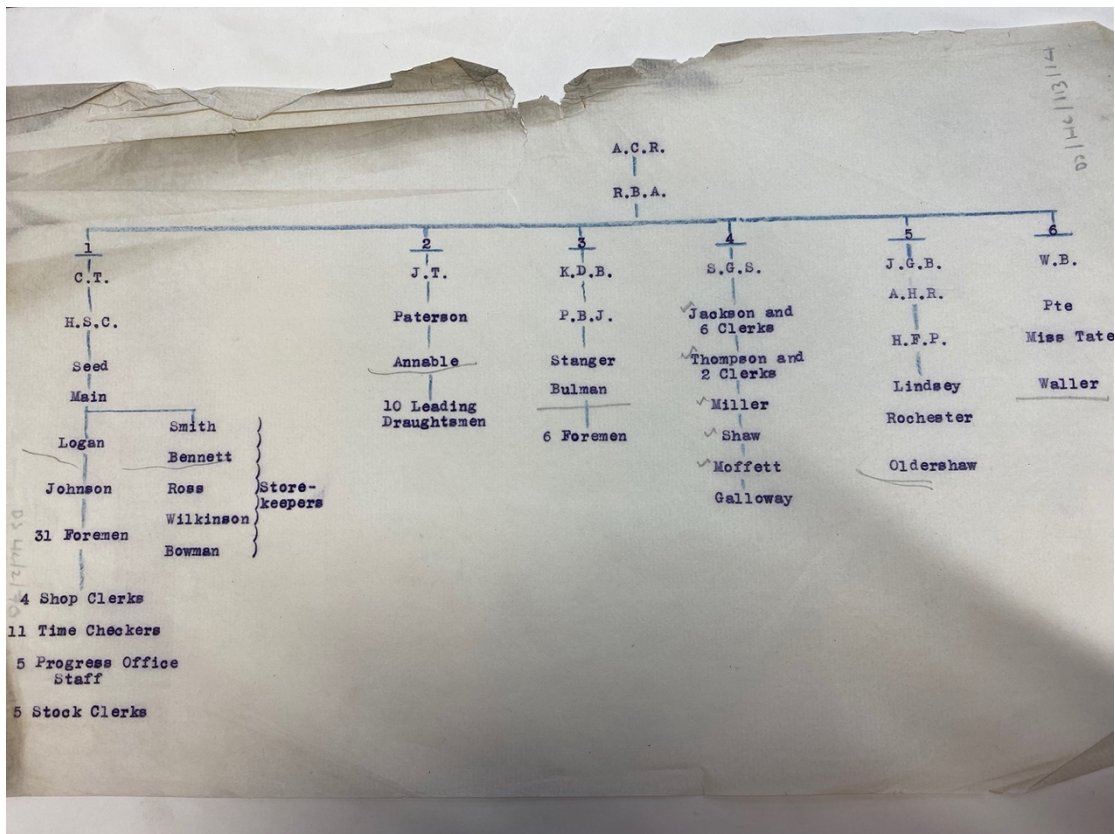 A.C.R.
R.B.A.
1
C.T.
H.S.C.
Seed
Main
Logan
Johnson
31 Foremen
4 Shop Clerks
11 Time Checkers
5 Progress Office
Staff
5 Stock Clerks
Smith
Bennett
Ross
Wilkinson
Bowman
Store-
keepers
2
J.T.
Paterson
Annable
10 Leading
Draughtsmen
3
K.D.B.
P.B.J.
Stanger
Bulman
6 Foremen
4
S.G.S.
Jackson and
6 Clerks
Thompson and
2 Clerks
Miller
Shaw
Moffett
Galloway
5
J.G.B.
A.H.R.
H.F.P.
Lindsey
Rochester
Oldershaw
6
W.B.
Pte
Miss Tate
Waller